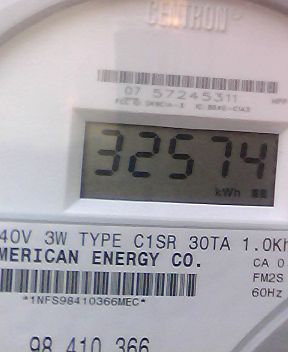 CENTRON®
07 57245311
32574
kWh
40V 3W TYPE C1SR 30TA 1.0Kh
MERICAN ENERGY CO.
CA 0
FM2S
60Hz
*1NFS98410366MEC*
98 410 366